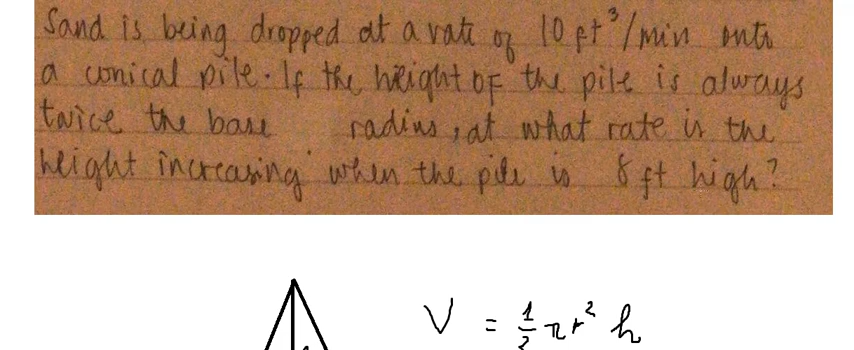 Sand is being dropped at a rate of 10 ft³/min onto
a conical pile. If the height of the pile is always
twice the base radius, at what rate is the
height increasing when the pile is 8 ft high?
V = 1/3 πr² h